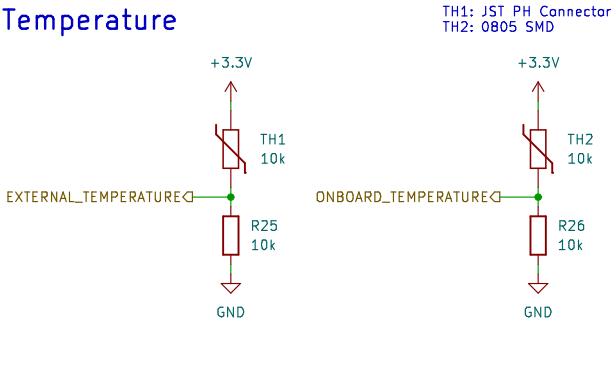 Temperature
TH1: JST PH Connector
TH2: 0805 SMD
+3.3V
+3.3V
TH1
10k
TH2
10k
EXTERNAL_TEMPERATURE
ONBOARD_TEMPERATURE
R25
10k
R26
10k
GND
GND